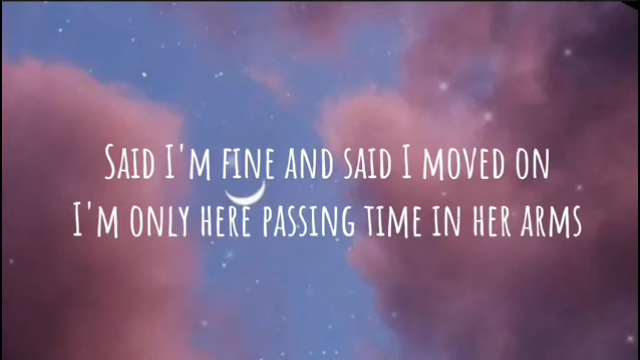 Said I'm fine and said I moved on
I'm only here passing time in her arms